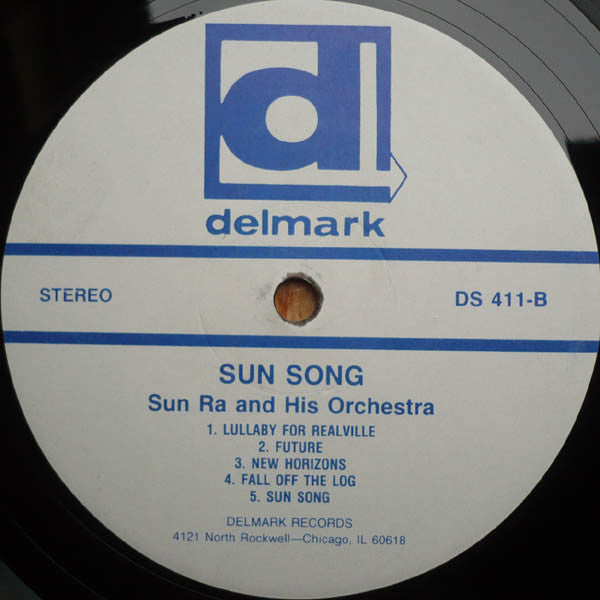 d
delmark
STEREO
DS 411-B
SUN SONG
Sun Ra and His Orchestra
1. LULLABY FOR REALVILLE
2. FUTURE
3. NEW HORIZONS
4. FALL OFF THE LOG
5. SUN SONG
DELMARK RECORDS
4121 North Rockwell—Chicago, IL 60618